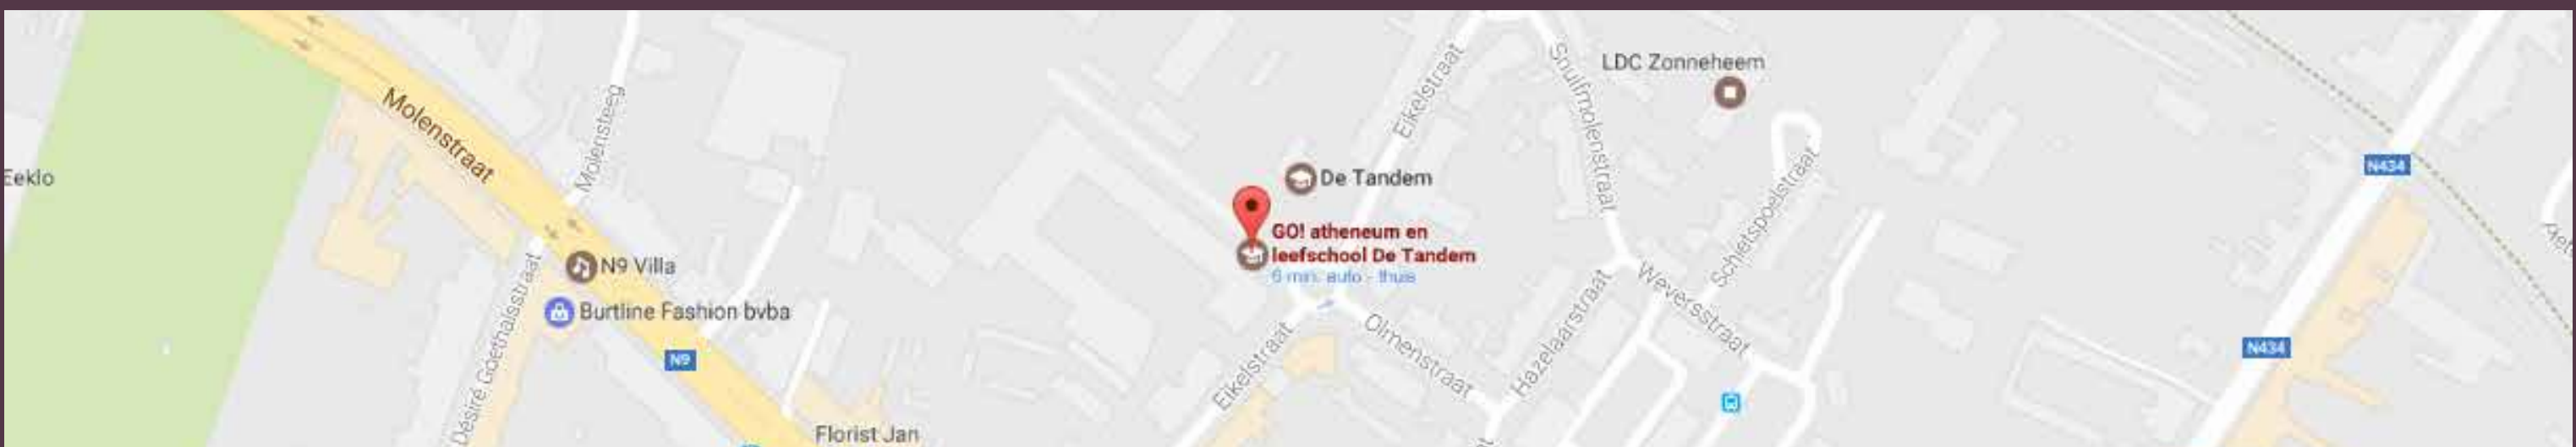 Molenstraat
Molensteeg
Eeklo
N9 Villa
Burtline Fashion bvba
Désiré Goethalsstraat
N9
Florist Jan
Eikelstraat
De Tandem
GO! atheneum en
leefschool De Tandem
6 min. auto - thuis
Eikelstraat
Olmenstraat
Hazelaarstraat
Snulfmolenstraat
LDC Zonneheem
Schietspoelstraat
Weversstraat
N434
N434